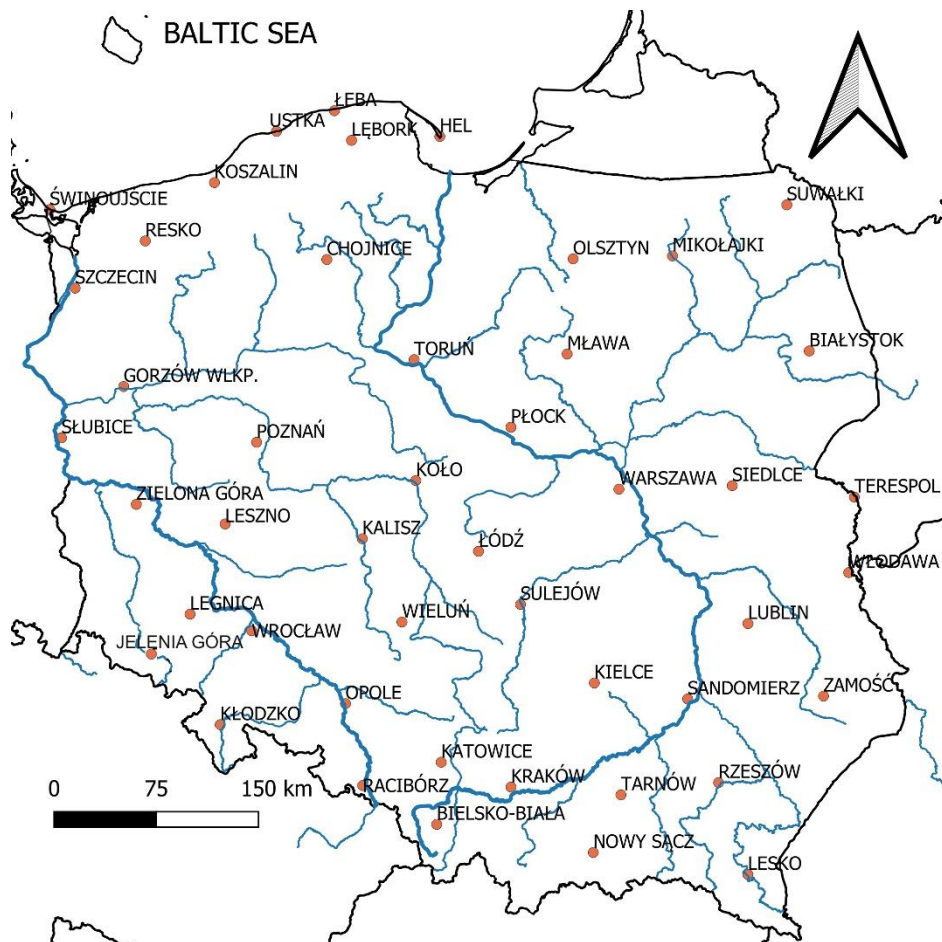 BALTIC SEA
ŁEBA
USTKA
LĘBORK
HEL
KOSZALIN
ŚWINOUJSCIE
SUWAŁKI
RESKO
CHOJNICE
OLSZTYN
MIKOŁAJKI
SZCZECIN
TORUŃ
MŁAWA
BIAŁYSTOK
GORZÓW WLKP.
PŁOCK
SŁUBICE
POZNAŃ
KOŁO
WARSZAWA
SIEDLCE
TERESPOL
ZIELONA GÓRA
LESZNO
KALISZ
ŁÓDŹ
WŁODAWA
LEGNICA
WIELUŃ
SULEJÓW
LUBLIN
JELENIA GÓRA
WROCŁAW
KIELCE
SANDOMIERZ
ZAMOŚĆ
OPOLE
KŁODZKO
KATOWICE
RACIBÓRZ
KRAKÓW
TARNÓW
RZESZÓW
0 75 150 km
BIELSKO-BIAŁA
NOWY SĄCZ
LESKO